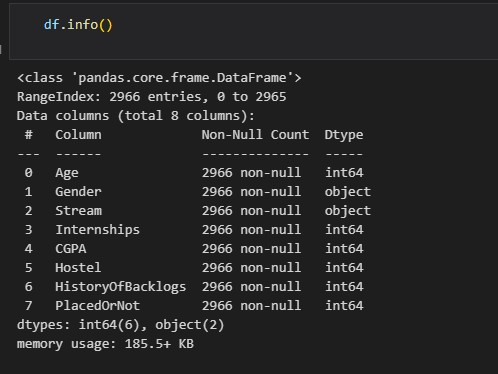 df.info()
<class 'pandas.core.frame.DataFrame'>
RangeIndex: 2966 entries, 0 to 2965
Data columns (total 8 columns):
 #   Column             Non-Null Count  Dtype
---  ------             --------------  -----
 0   Age                2966 non-null   int64
 1   Gender             2966 non-null   object
 2   Stream             2966 non-null   object
 3   Internships        2966 non-null   int64
 4   CGPA               2966 non-null   int64
 5   Hostel             2966 non-null   int64
 6   HistoryOfBacklogs  2966 non-null   int64
 7   PlacedOrNot        2966 non-null   int64
dtypes: int64(6), object(2)
memory usage: 185.5+ KB